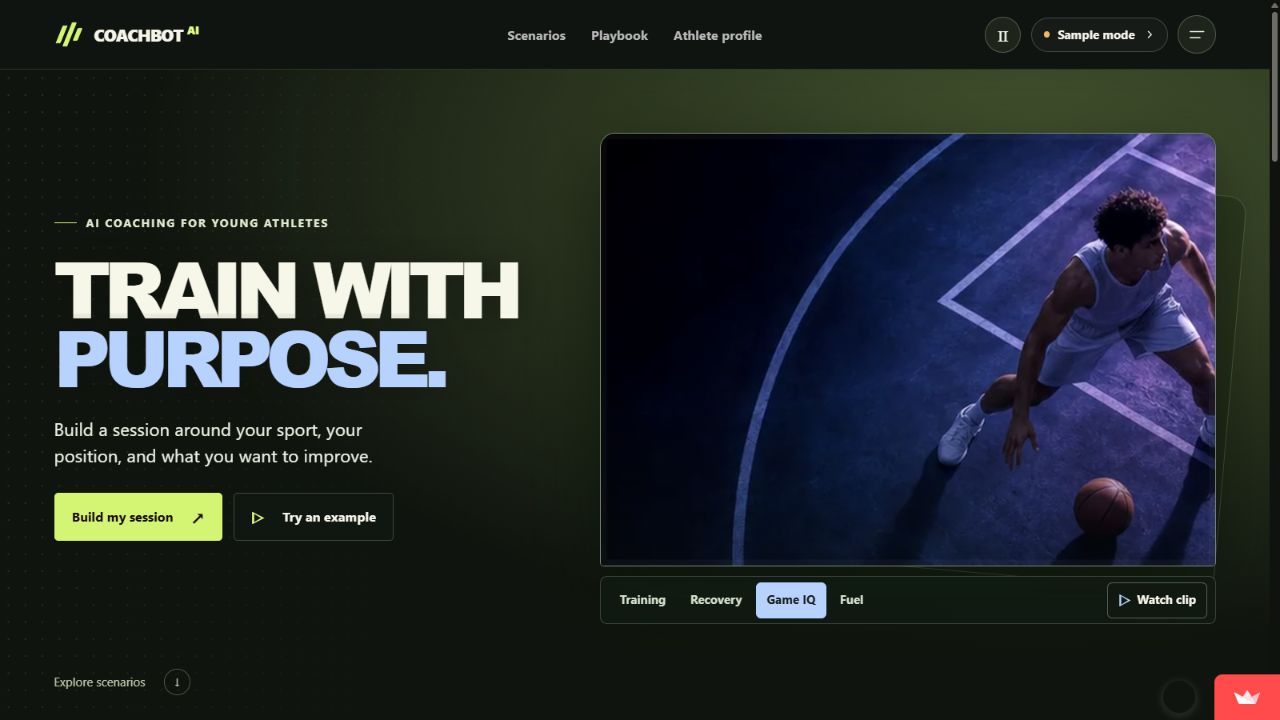 COACHBOT AI
Scenarios
Playbook
Athlete profile
Sample mode
AI COACHING FOR YOUNG ATHLETES
TRAIN WITH
PURPOSE.
Build a session around your sport, your
position, and what you want to improve.
Build my session
Try an example
Training
Recovery
Game IQ
Fuel
Watch clip
Explore scenarios